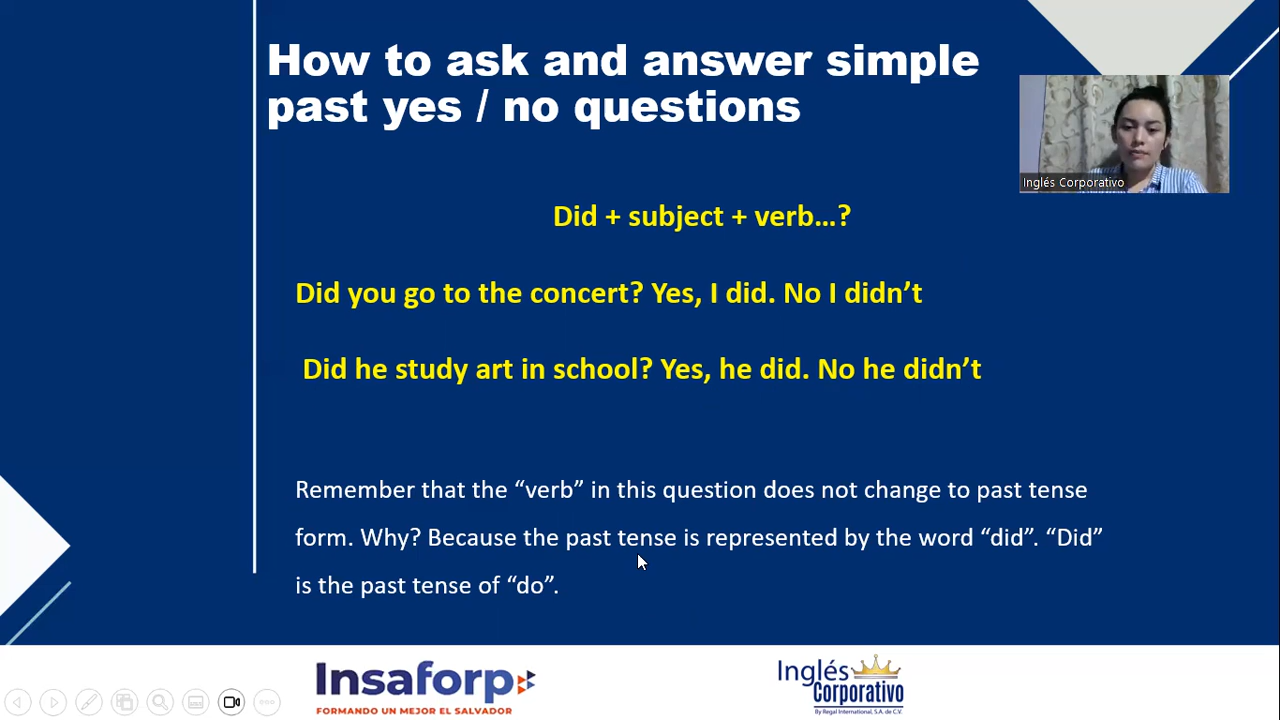 How to ask and answer simple
past yes / no questions
Inglés Corporativo
Did + subject + verb...?
Did you go to the concert? Yes, I did. No I didn’t
Did he study art in school? Yes, he did. No he didn’t
Remember that the “verb” in this question does not change to past tense
form. Why? Because the past tense is represented by the word “did”. “Did”
is the past tense of “do”.
Insaforp
FORMANDO UN MEJOR EL SALVADOR
Inglés
Corporativo
By Regal International, S.A. de C.V.